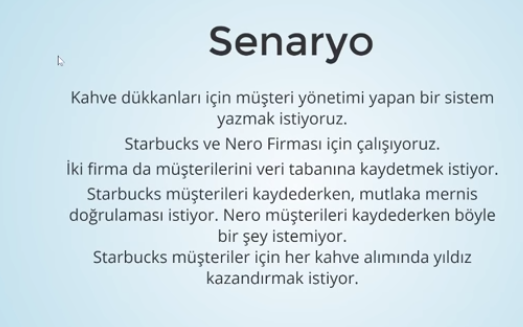 Senaryo
Kahve dükkanları için müşteri yönetimi yapan bir sistem
yazmak istiyoruz.
Starbucks ve Nero Firması için çalışıyoruz.
İki firma da müşterilerini veri tabanına kaydetmek istiyor.
Starbucks müşterileri kaydederken, mutlaka mernis
doğrulaması istiyor. Nero müşterileri kaydederken böyle
bir şey istemiyor.
Starbucks müşteriler için her kahve alımında yıldız
kazandırmak istiyor.